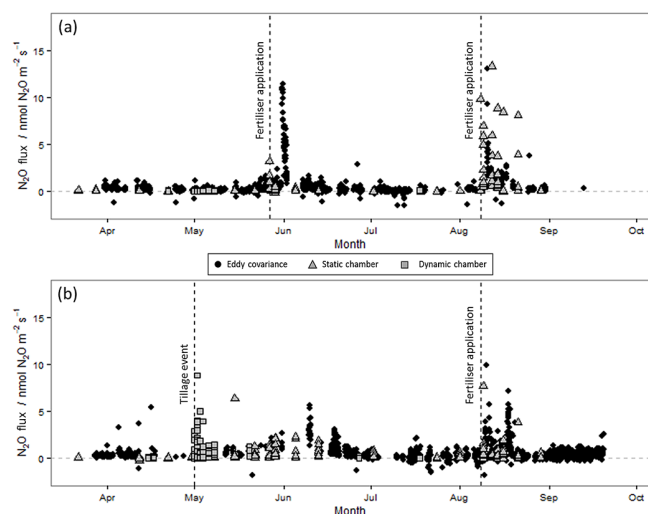 (a)
N₂O flux / nmol N₂O m⁻² s⁻¹
15
10
5
0
Fertiliser application
Fertiliser application
Apr May Jun Jul Aug Sep Oct
Month
Eddy covariance Static chamber Dynamic chamber
(b)
N₂O flux / nmol N₂O m⁻² s⁻¹
15
10
5
0
Tillage event
Fertiliser application
Apr May Jun Jul Aug Sep Oct
Month